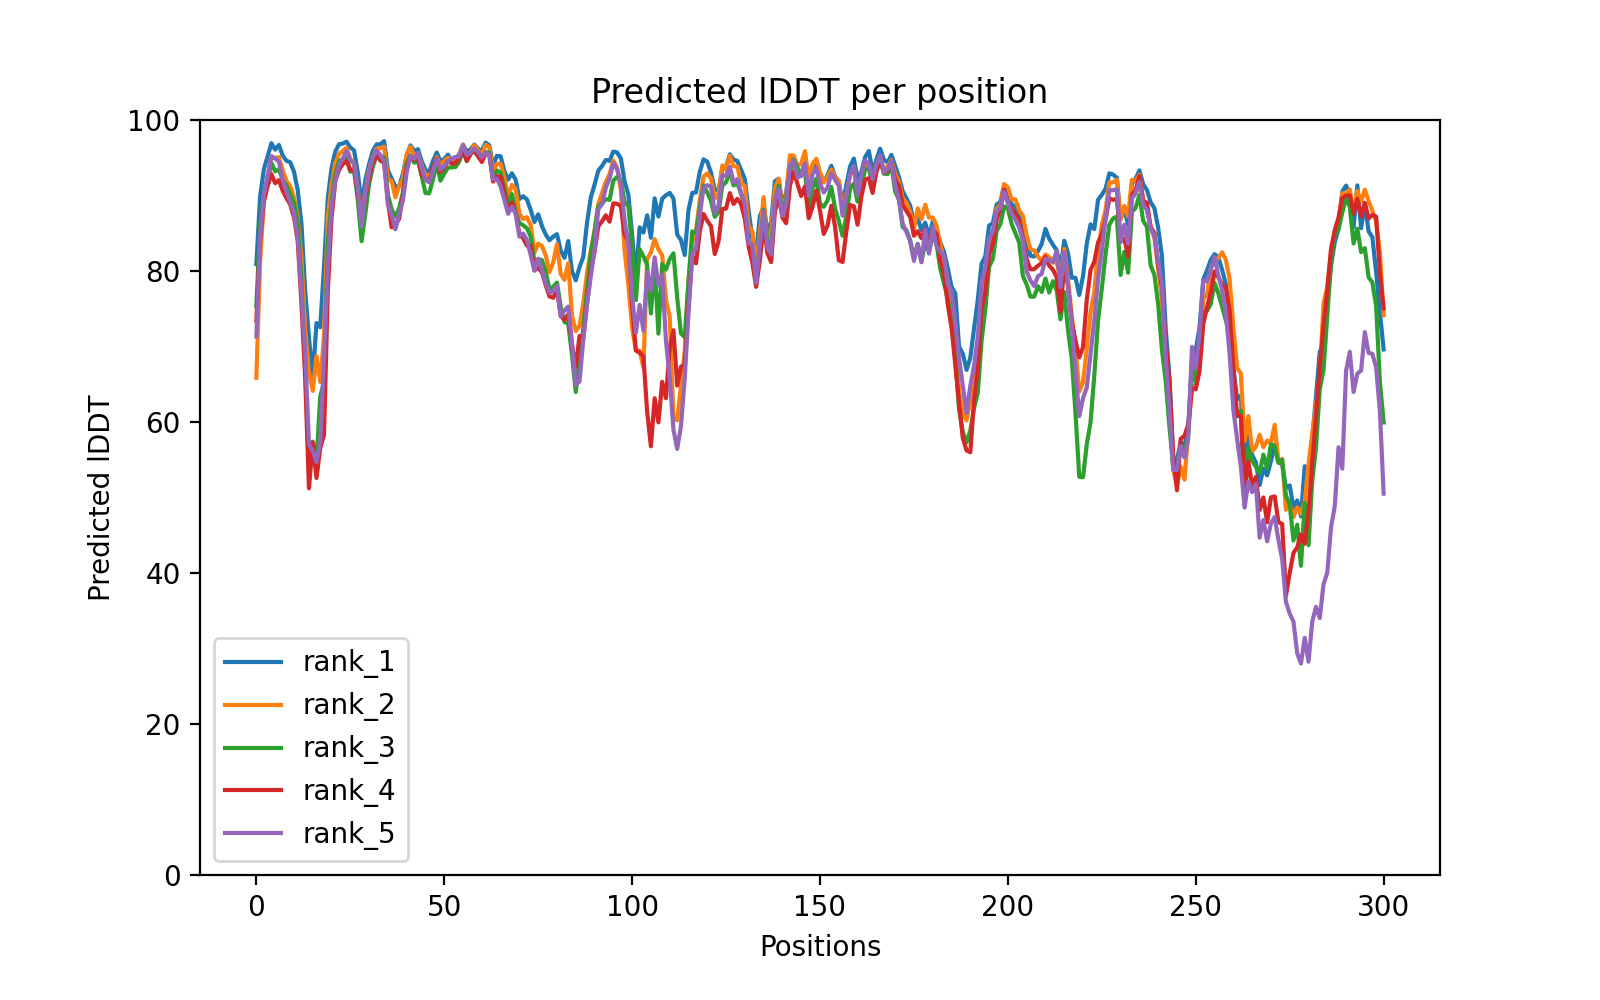 Predicted lDDT per position
Predicted lDDT
100
80
60
40
20
0
rank_1
rank_2
rank_3
rank_4
rank_5
0 50 100 150 200 250 300
Positions